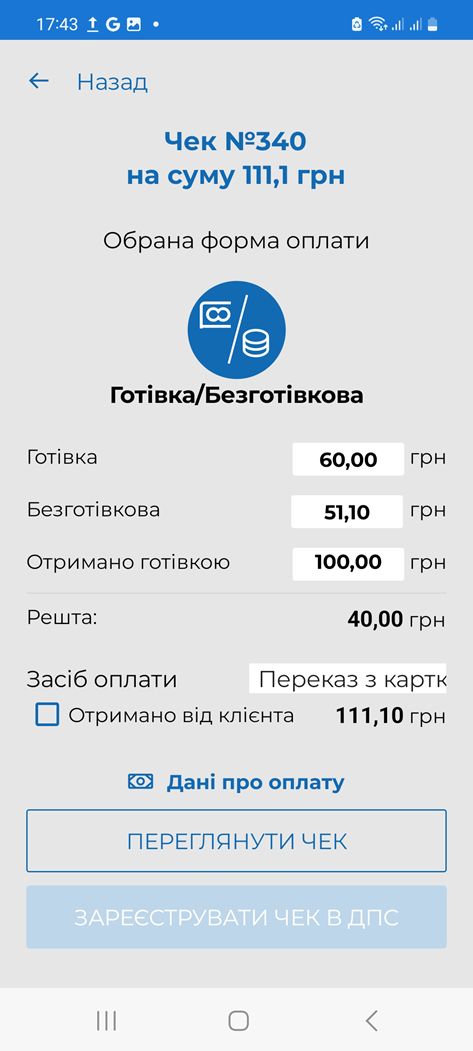 17:43
Назад
Чек №340
на суму 111,1 грн
Обрана форма оплати
Готівка/Безготівкова
Готівка 60,00 грн
Безготівкова 51,10 грн
Отримано готівкою 100,00 грн
Решта: 40,00 грн
Засіб оплати Переказ з картк
Отримано від клієнта 111,10 грн
Дані про оплату
ПЕРЕГЛЯНУТИ ЧЕК
ЗАРЕЄСТРУВАТИ ЧЕК В ДПС